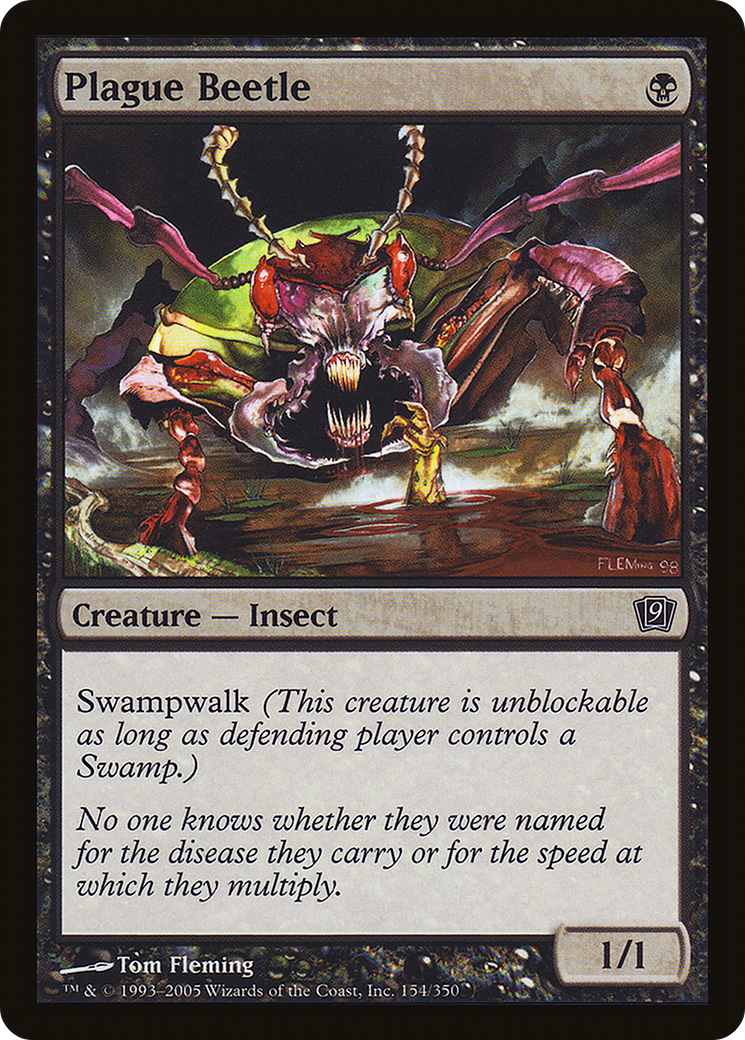 Plague Beetle
FLEMING 98
Creature — Insect
9
Swampwalk (This creature is unblockable
as long as defending player controls a
Swamp.)
No one knows whether they were named
for the disease they carry or for the speed at
which they multiply.
1/1
Tom Fleming
™ & © 1993–2005 Wizards of the Coast, Inc. 154/350